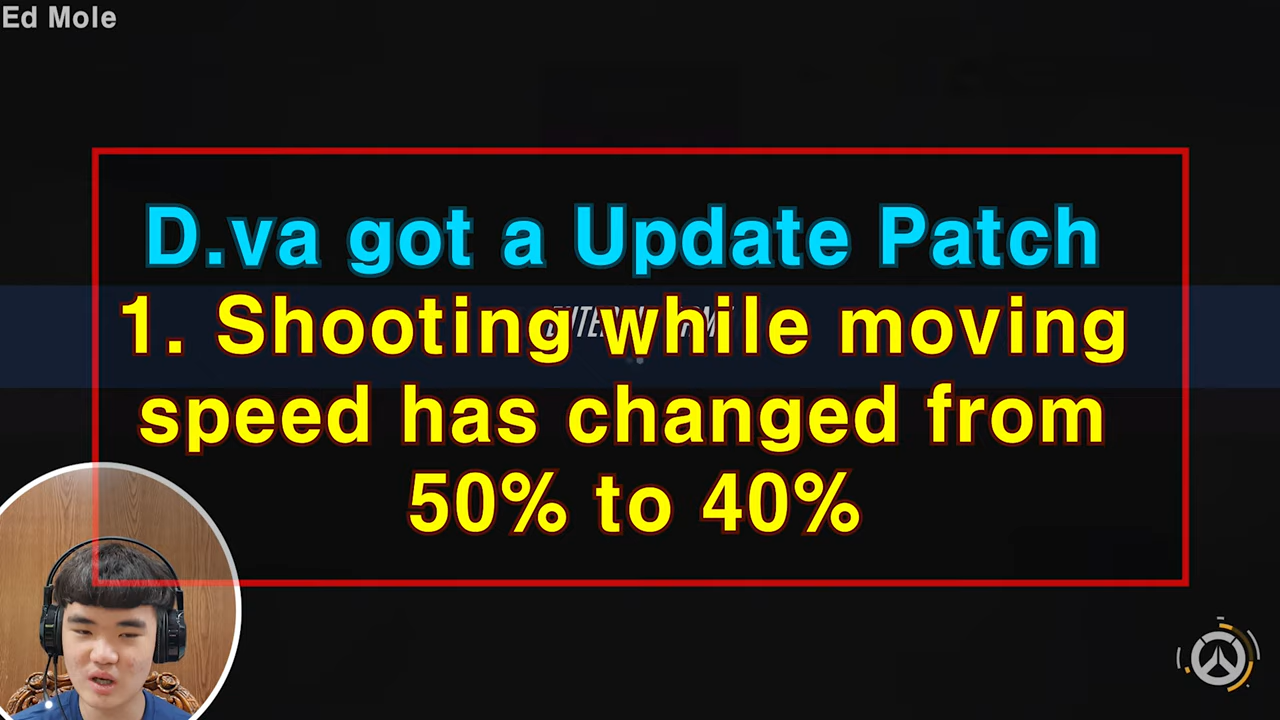 Ed Mole
D.va got a Update Patch
1. Shooting while moving
speed has changed from
50% to 40%